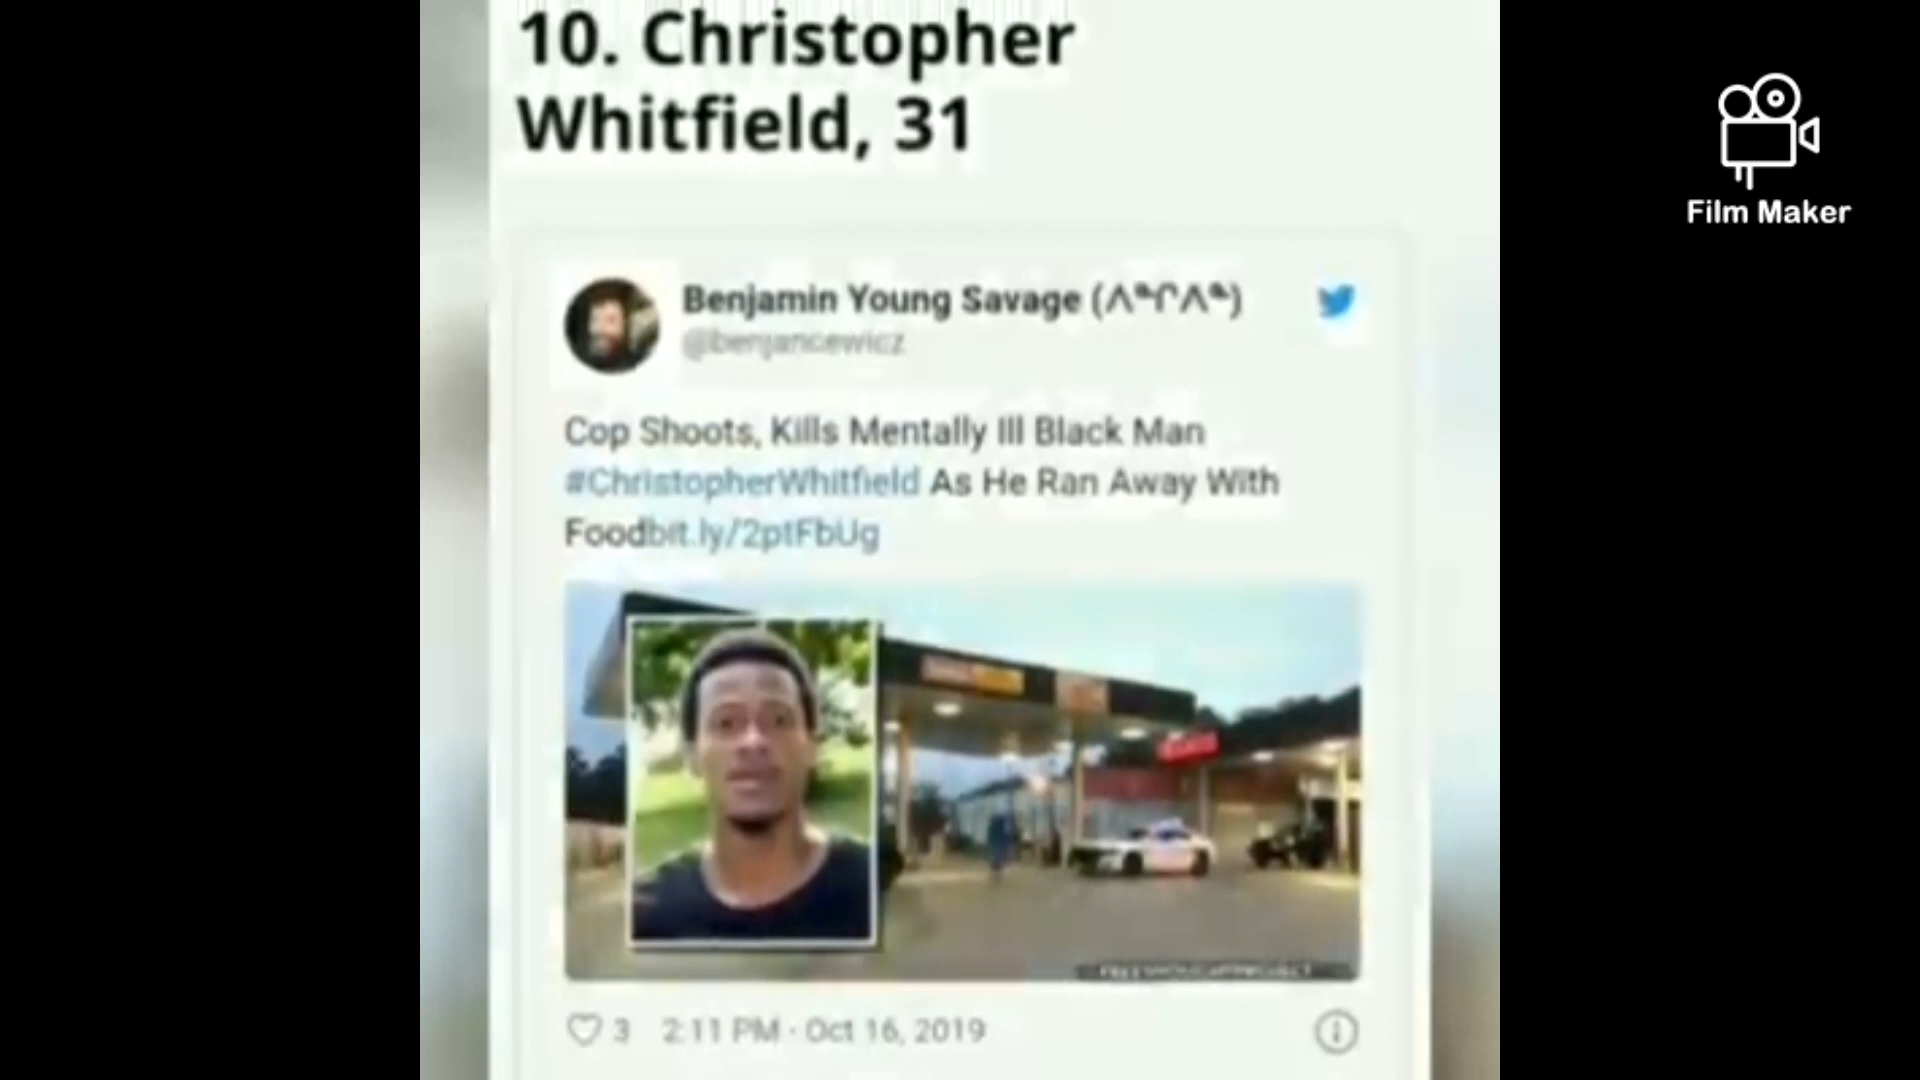 10. Christopher
Whitfield, 31
Film Maker
Benjamin Young Savage
@benjancewicz
Cop Shoots, Kills Mentally Ill Black Man
#ChristopherWhitfield As He Ran Away With
Foodbit.ly/2ptFbUg
3 2:11 PM · Oct 16, 2019